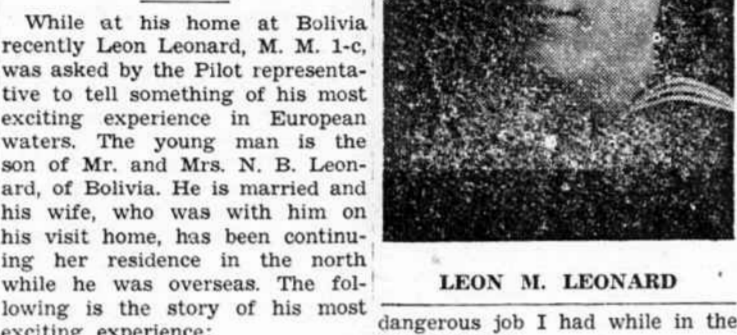 While at his home at Bolivia
recently Leon Leonard, M. M. 1-c,
was asked by the Pilot representa-
tive to tell something of his most
exciting experience in European
waters. The young man is the
son of Mr. and Mrs. N. B. Leon-
ard, of Bolivia. He is married and
his wife, who was with him on
his visit home, has been continu-
ing her residence in the north
while he was overseas. The fol-
lowing is the story of his most
exciting experience:
LEON M. LEONARD
dangerous job I had while in the